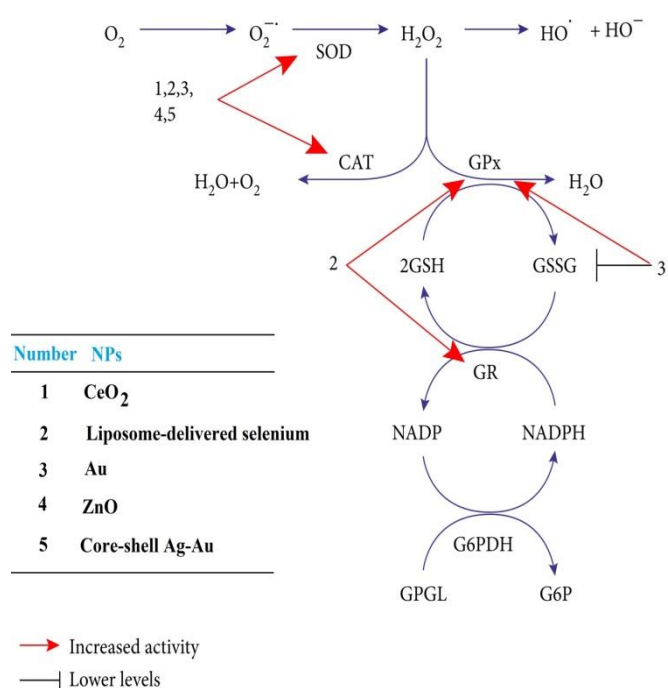 O₂ O₂⁻· H₂O₂ HO· + HO⁻
SOD
1,2,3,
4,5
CAT GPx
H₂O+O₂ H₂O
2 2GSH GSSG 3
GR
NADP NADPH
G6PDH
GPGL G6P
Number NPs
1 CeO₂
2 Liposome-delivered selenium
3 Au
4 ZnO
5 Core-shell Ag-Au
Increased activity
Lower levels